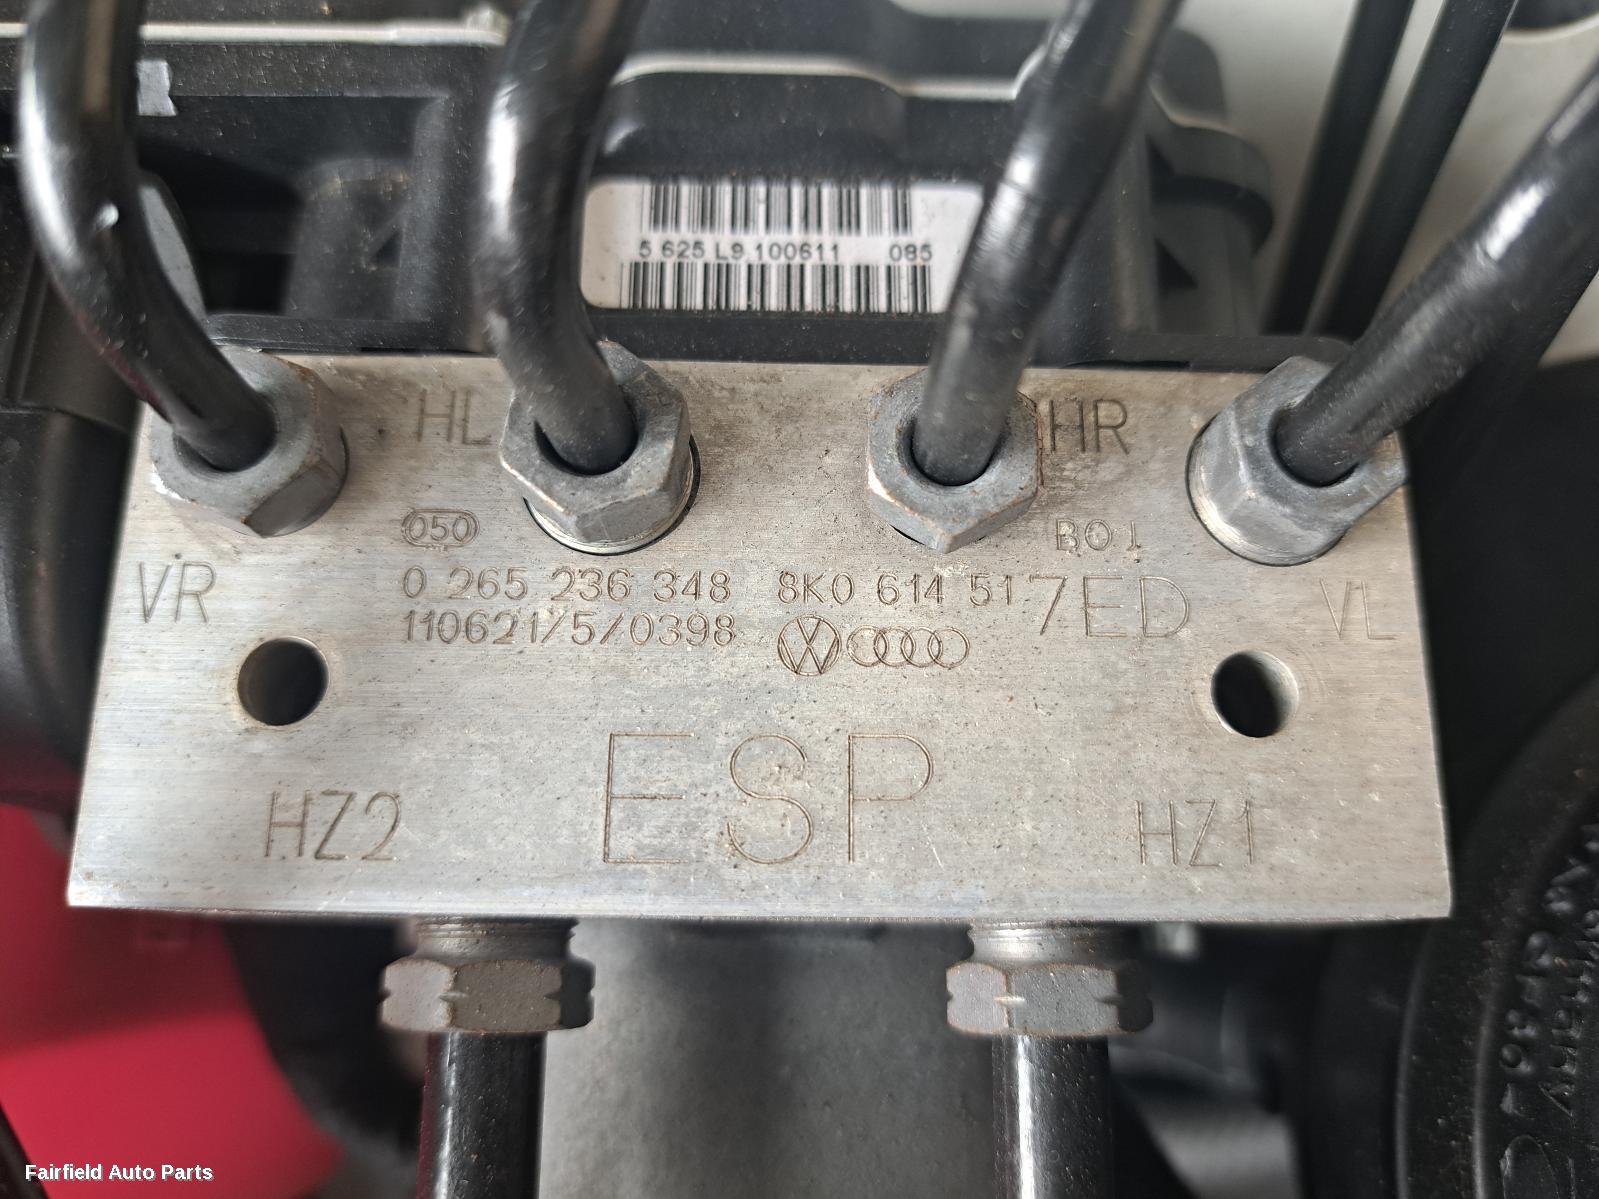 5 625 L9 100611 085
HL
HR
050
BO1
VR
0 265 236 348 8K0 614 517ED
VL
110621/5/0398
ESP
HZ2
HZ1
Fairfield Auto Parts